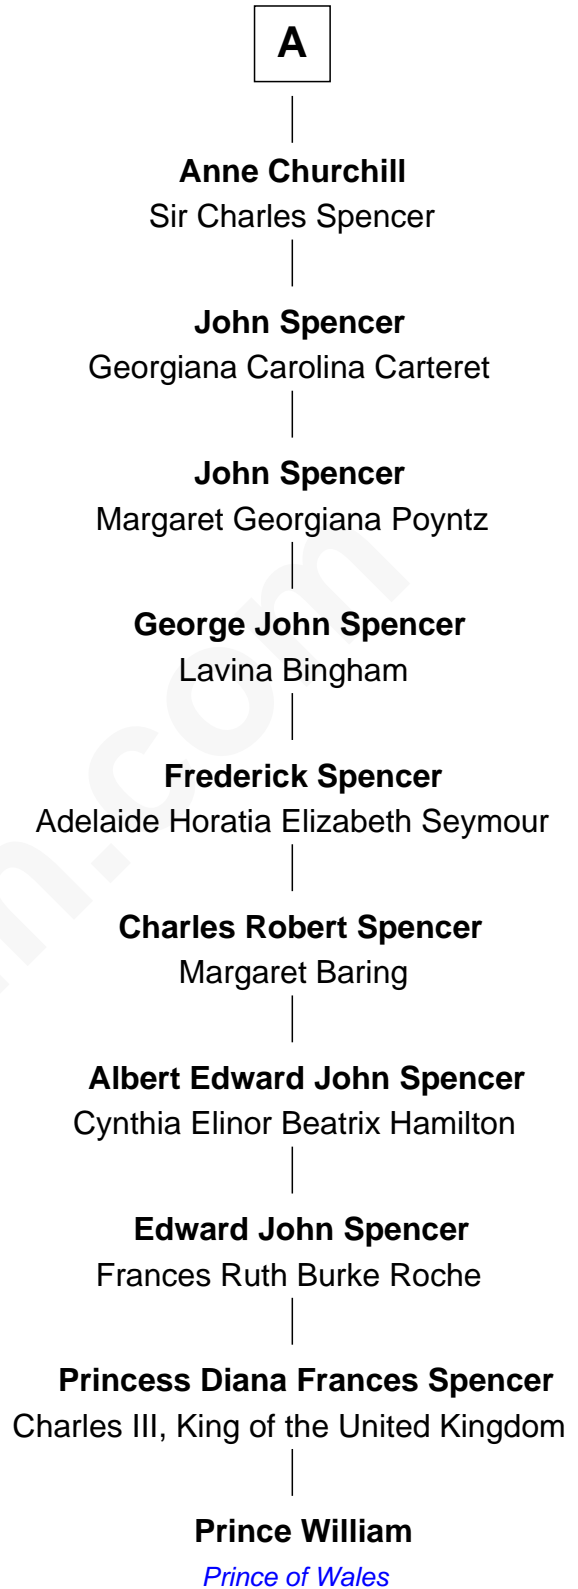 A
Anne Churchill
Sir Charles Spencer
John Spencer
Georgiana Carolina Carteret
John Spencer
Margaret Georgiana Poyntz
George John Spencer
Lavina Bingham
Frederick Spencer
Adelaide Horatia Elizabeth Seymour
Charles Robert Spencer
Margaret Baring
Albert Edward John Spencer
Cynthia Elinor Beatrix Hamilton
Edward John Spencer
Frances Ruth Burke Roche
Princess Diana Frances Spencer
Charles III, King of the United Kingdom
Prince William
Prince of Wales